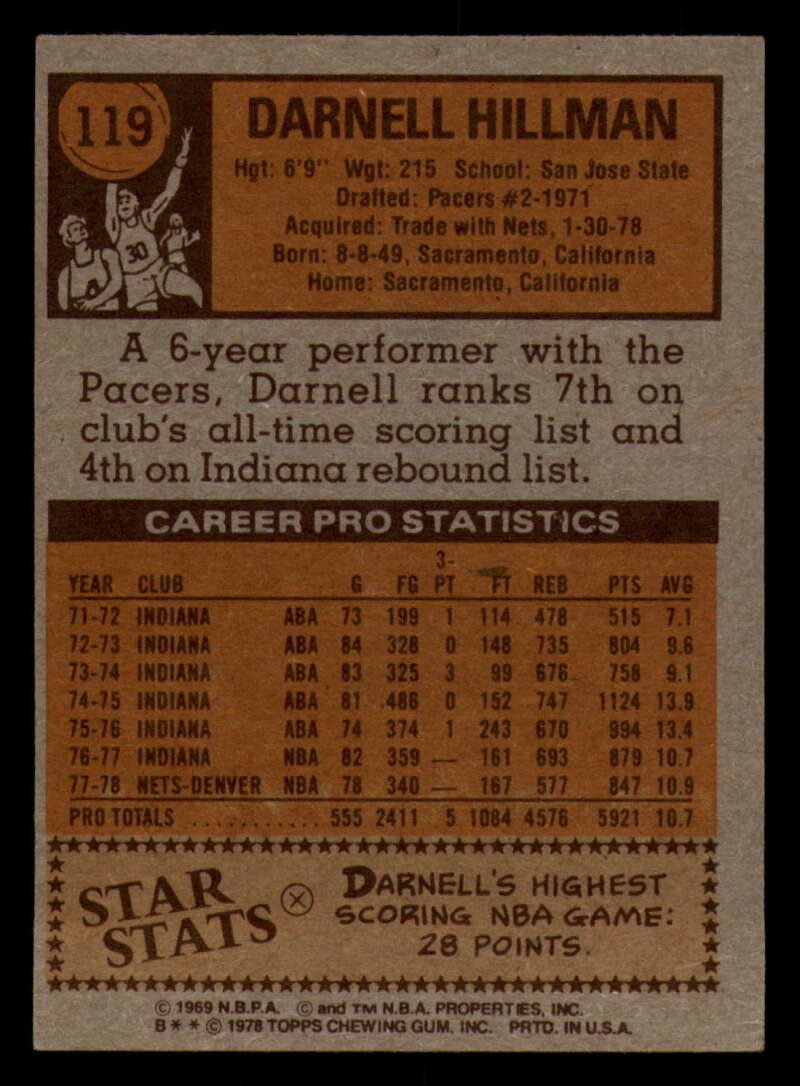 119
30
DARNELL HILLMAN
Hgt: 6'9" Wgt: 215 School: San Jose State
Drafted: Pacers #2-1971
Acquired: Trade with Nets, 1-30-78
Born: 8-8-49, Sacramento, California
Home: Sacramento, California
A 6-year performer with the
Pacers, Darnell ranks 7th on
club's all-time scoring list and
4th on Indiana rebound list.
CAREER PRO STATISTICS
YEAR CLUB G FG 3-PT FT REB PTS AVG
71-72 INDIANA ABA 73 199 1 114 478 515 7.1
72-73 INDIANA ABA 84 328 0 148 735 804 9.6
73-74 INDIANA ABA 83 325 3 99 676 758 9.1
74-75 INDIANA ABA 81 486 0 152 747 1124 13.9
75-76 INDIANA ABA 74 374 1 243 670 994 13.4
76-77 INDIANA NBA 82 359 — 161 693 879 10.7
77-78 NETS-DENVER NBA 78 340 — 167 577 847 10.9
PRO TOTALS ........... 555 2411 5 1084 4576 5921 10.7
STAR
STATS
DARNELL'S HIGHEST
SCORING NBA GAME:
28 POINTS.
© 1969 N.B.P.A. © and TM N.B.A. PROPERTIES, INC.
B * * © 1978 TOPPS CHEWING GUM, INC. PRTD. IN U.S.A.